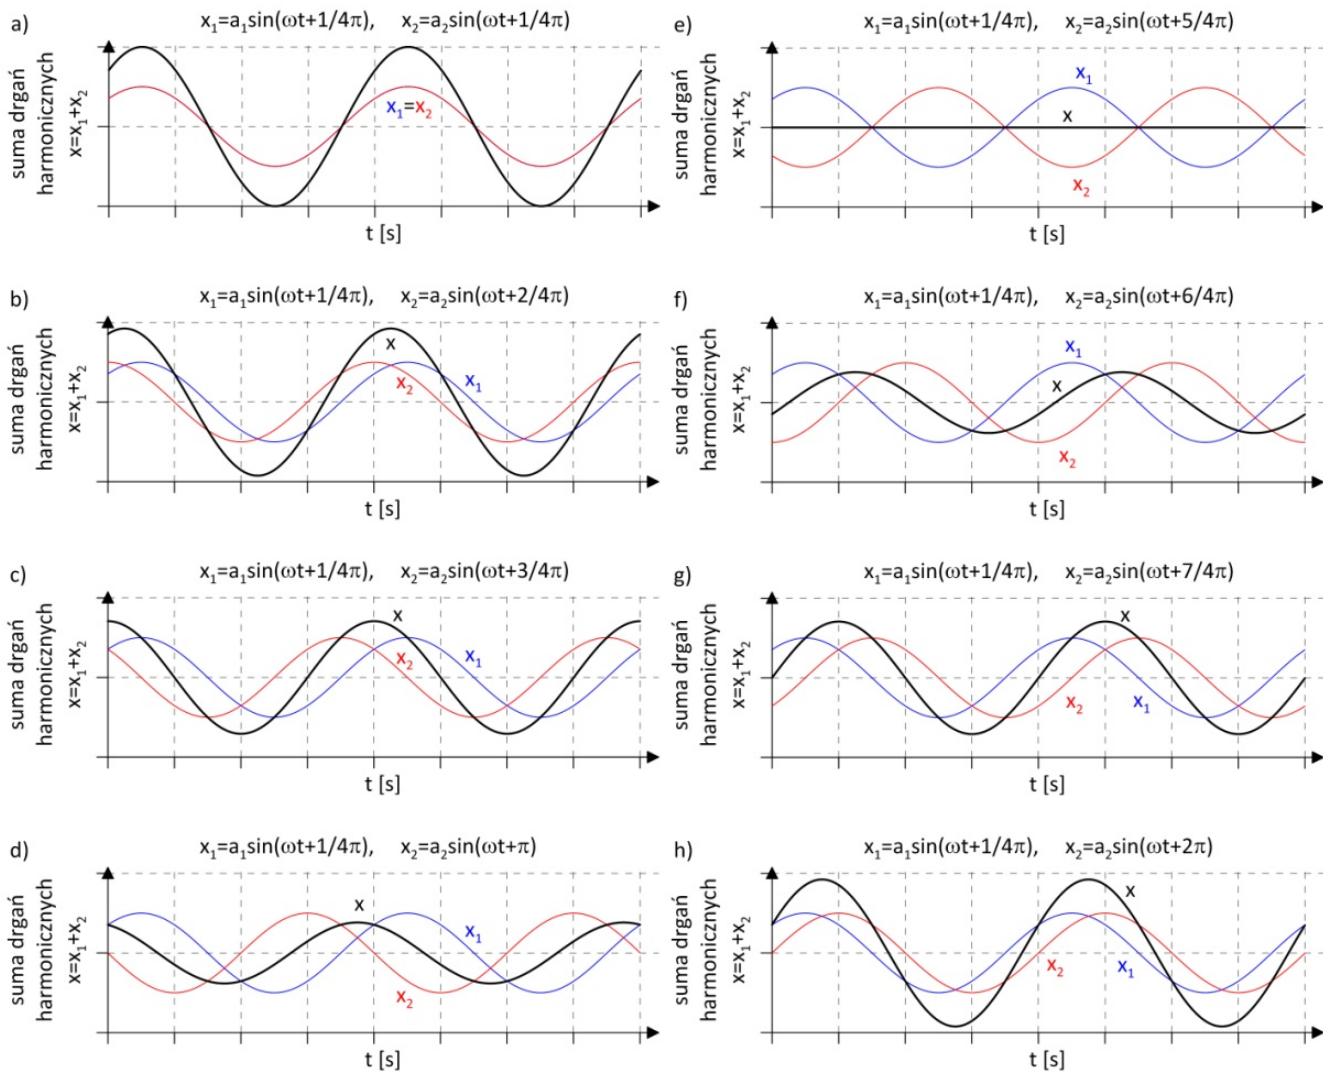 a)
x₁=a₁sin(ωt+1/4π), x₂=a₂sin(ωt+1/4π)
suma drgań
harmonicznych
x=x₁+x₂
x₁=x₂
t [s]
b)
x₁=a₁sin(ωt+1/4π), x₂=a₂sin(ωt+2/4π)
suma drgań
harmonicznych
x=x₁+x₂
x
x₂
x₁
t [s]
c)
x₁=a₁sin(ωt+1/4π), x₂=a₂sin(ωt+3/4π)
suma drgań
harmonicznych
x=x₁+x₂
x
x₂
x₁
t [s]
d)
x₁=a₁sin(ωt+1/4π), x₂=a₂sin(ωt+π)
suma drgań
harmonicznych
x=x₁+x₂
x
x₁
x₂
t [s]
e)
x₁=a₁sin(ωt+1/4π), x₂=a₂sin(ωt+5/4π)
suma drgań
harmonicznych
x=x₁+x₂
x₁
x
x₂
t [s]
f)
x₁=a₁sin(ωt+1/4π), x₂=a₂sin(ωt+6/4π)
suma drgań
harmonicznych
x=x₁+x₂
x₁
x
x₂
t [s]
g)
x₁=a₁sin(ωt+1/4π), x₂=a₂sin(ωt+7/4π)
suma drgań
harmonicznych
x=x₁+x₂
x
x₂
x₁
t [s]
h)
x₁=a₁sin(ωt+1/4π), x₂=a₂sin(ωt+2π)
suma drgań
harmonicznych
x=x₁+x₂
x
x₂
x₁
t [s]